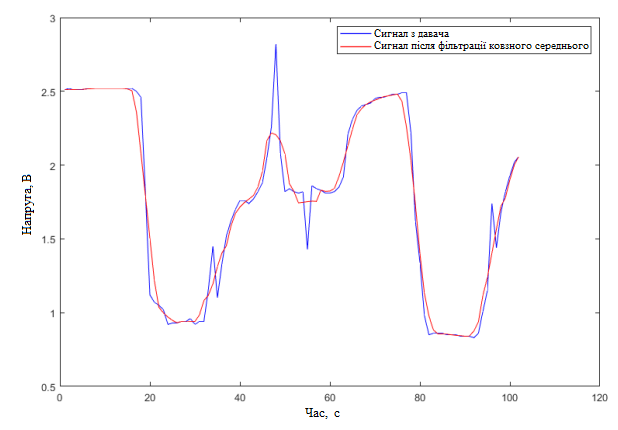 3
Сигнал з давача
Сигнал після фільтрації ковзного середнього
2.5
2
Напруга, В
1.5
1
0.5
0 20 40 60 80 100 120
Час, с